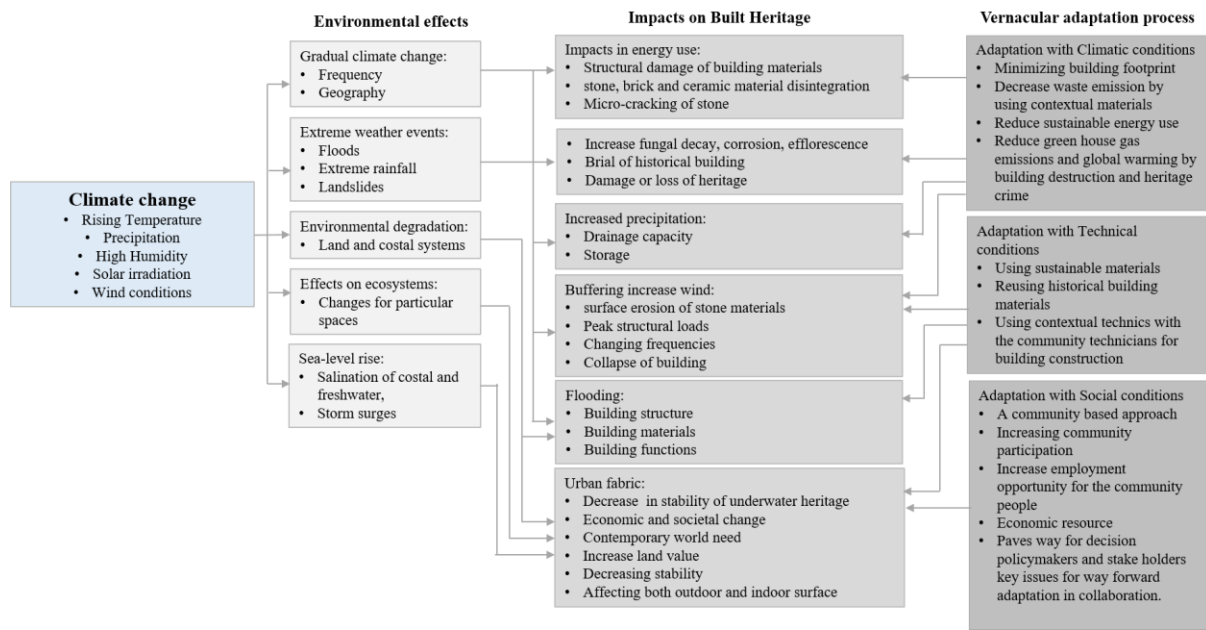 Environmental effects
Impacts on Built Heritage
Vernacular adaptation process
Climate change
• Rising Temperature
• Precipitation
• High Humidity
• Solar irradiation
• Wind conditions
Gradual climate change:
• Frequency
• Geography
Extreme weather events:
• Floods
• Extreme rainfall
• Landslides
Environmental degradation:
• Land and costal systems
Effects on ecosystems:
• Changes for particular
spaces
Sea-level rise:
• Salination of costal and
freshwater,
• Storm surges
Impacts in energy use:
• Structural damage of building materials
• stone, brick and ceramic material disintegration
• Micro-cracking of stone
• Increase fungal decay, corrosion, efflorescence
• Brial of historical building
• Damage or loss of heritage
Increased precipitation:
• Drainage capacity
• Storage
Buffering increase wind:
• surface erosion of stone materials
• Peak structural loads
• Changing frequencies
• Collapse of building
Flooding:
• Building structure
• Building materials
• Building functions
Urban fabric:
• Decrease in stability of underwater heritage
• Economic and societal change
• Contemporary world need
• Increase land value
• Decreasing stability
• Affecting both outdoor and indoor surface
Adaptation with Climatic conditions
• Minimizing building footprint
• Decrease waste emission by
using contextual materials
• Reduce sustainable energy use
• Reduce green house gas
emissions and global warming by
building destruction and heritage
crime
Adaptation with Technical
conditions
• Using sustainable materials
• Reusing historical building
materials
• Using contextual technics with
the community technicians for
building construction
Adaptation with Social conditions
• A community based approach
• Increasing community
participation
• Increase employment
opportunity for the community
people
• Economic resource
• Paves way for decision
policymakers and stake holders
key issues for way forward
adaptation in collaboration.